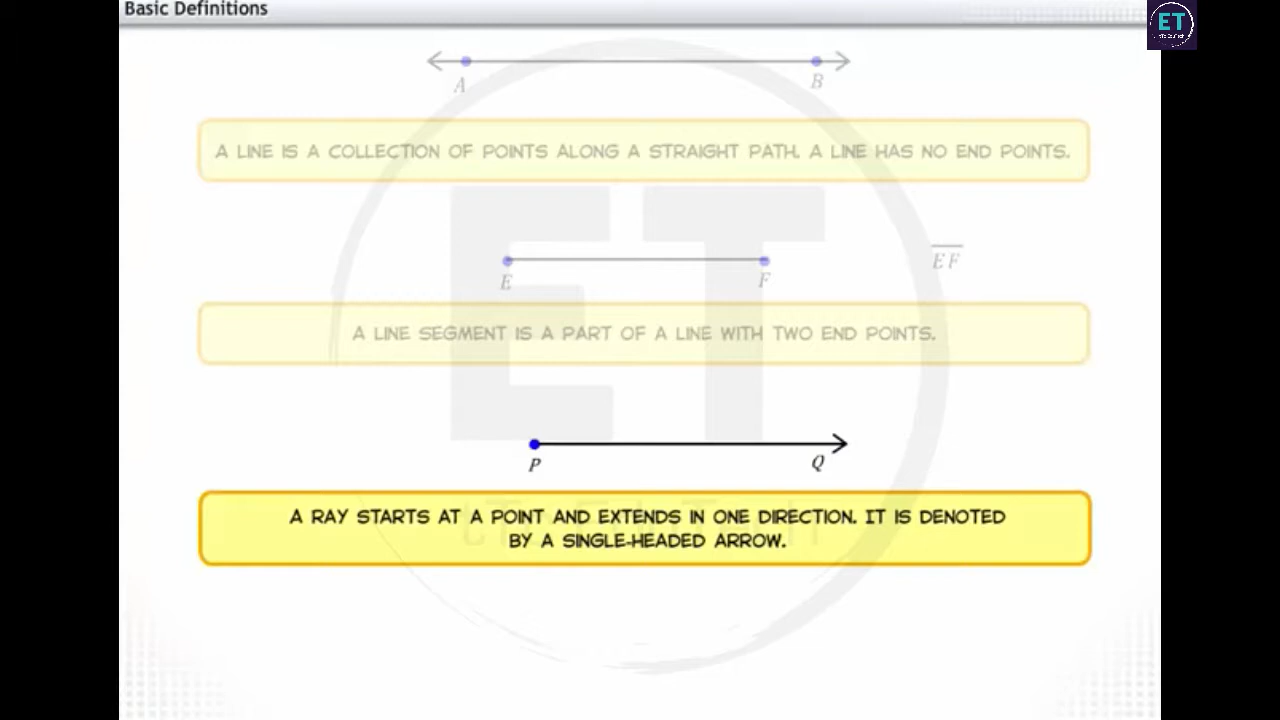 Basic Definitions
ET
A
B
A LINE IS A COLLECTION OF POINTS ALONG A STRAIGHT PATH. A LINE HAS NO END POINTS.
ET
E
F
EF
A LINE SEGMENT IS A PART OF A LINE WITH TWO END POINTS.
P
Q
A RAY STARTS AT A POINT AND EXTENDS IN ONE DIRECTION. IT IS DENOTED
BY A SINGLE-HEADED ARROW.